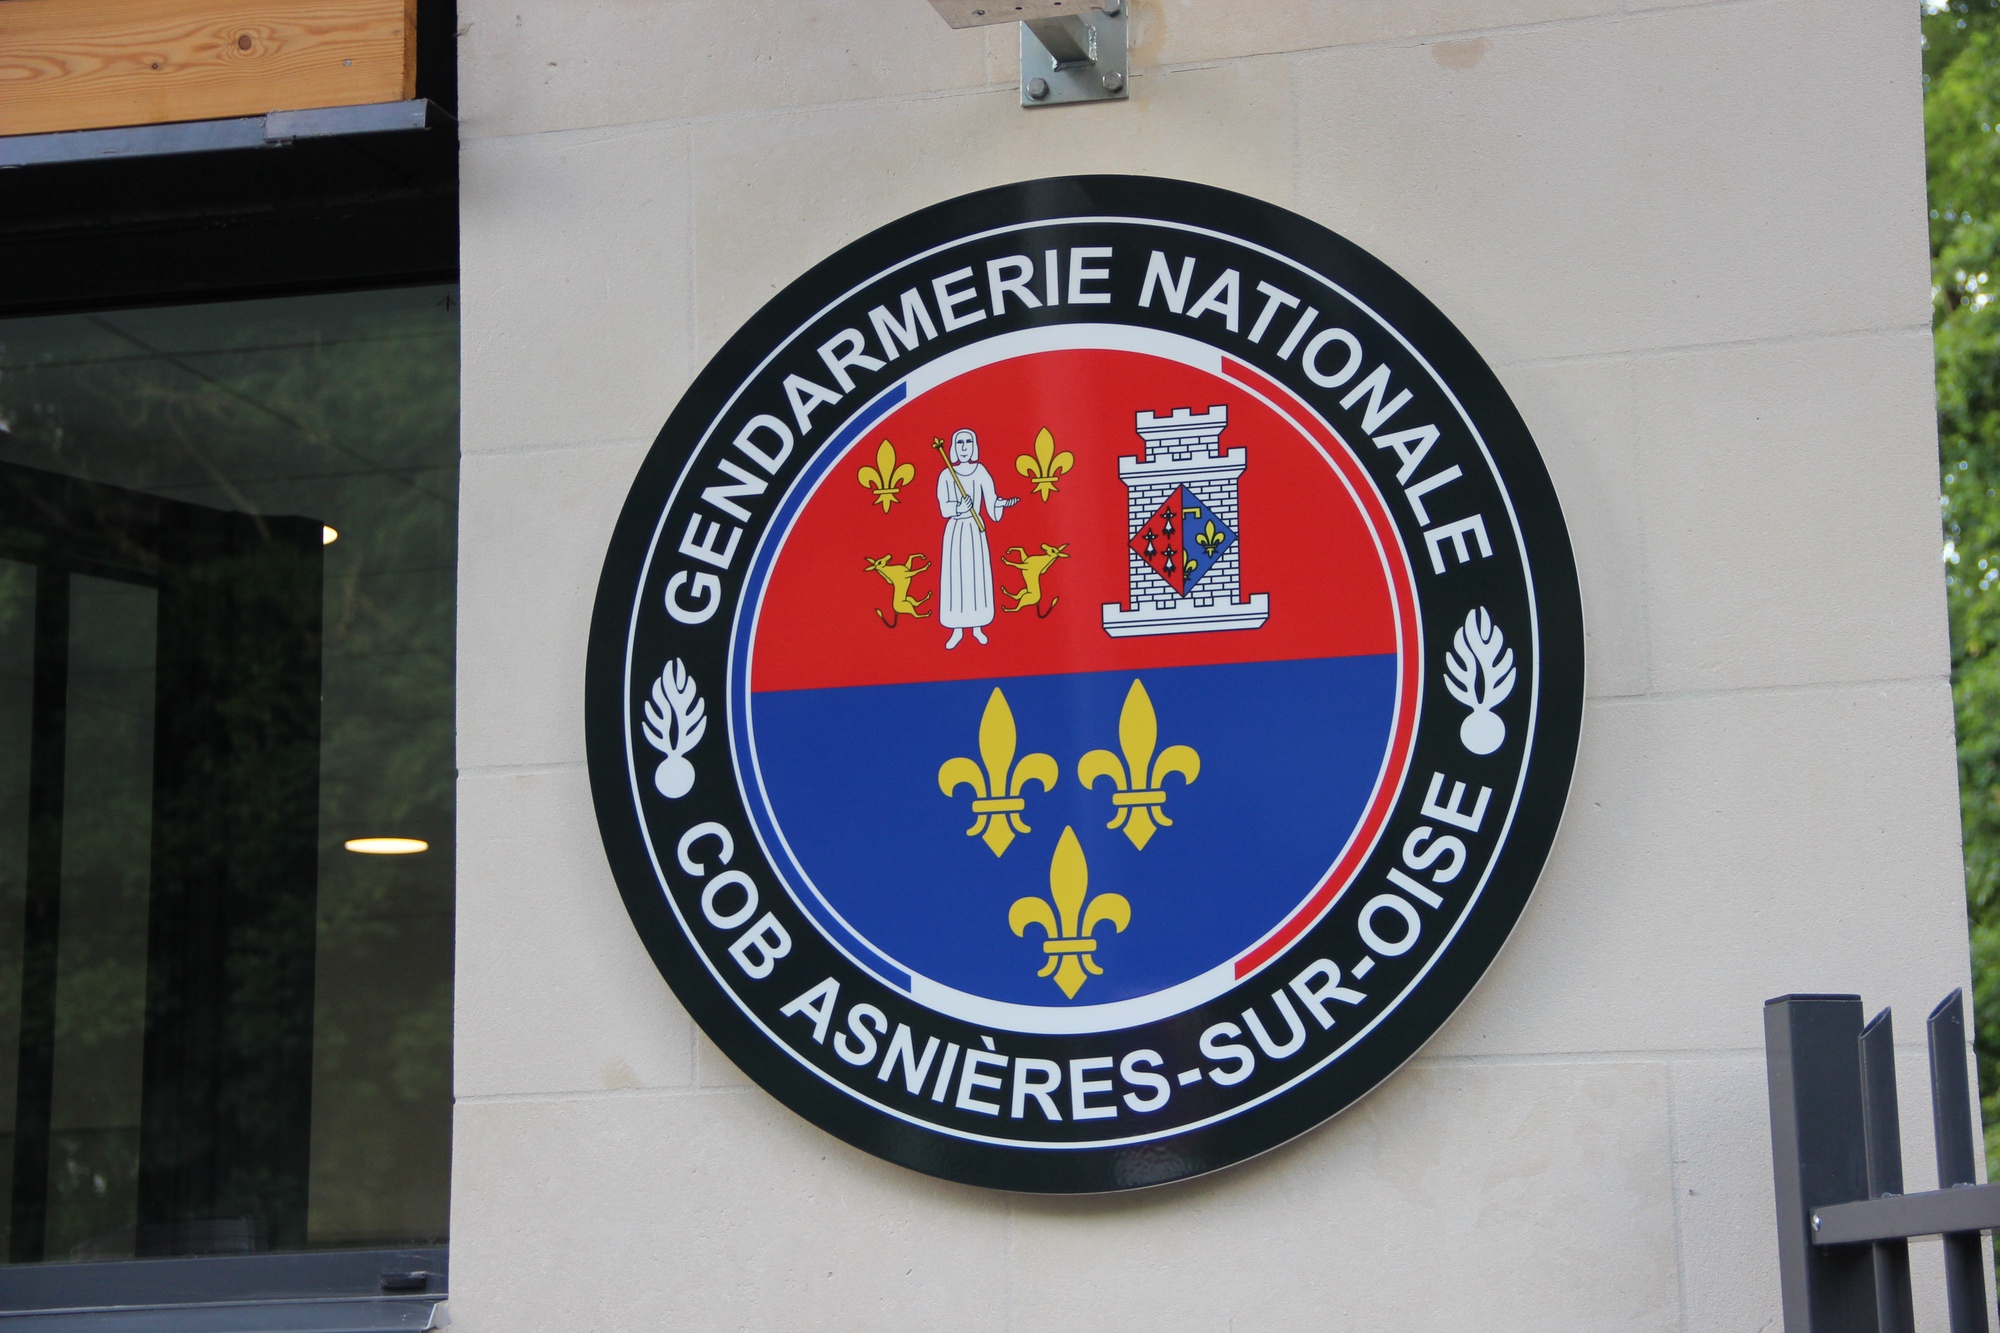 GENDARMERIE NATIONALE
COB ASNIÈRES-SUR-OISE